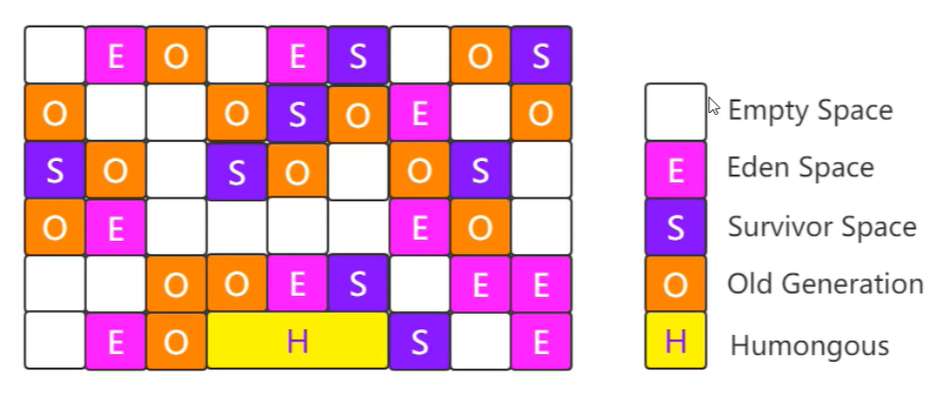 E O E S O S
O O S O E O
S O S O O S
O E E O
O O E S E E
E O H S E
Empty Space
E Eden Space
S Survivor Space
O Old Generation
H Humongous